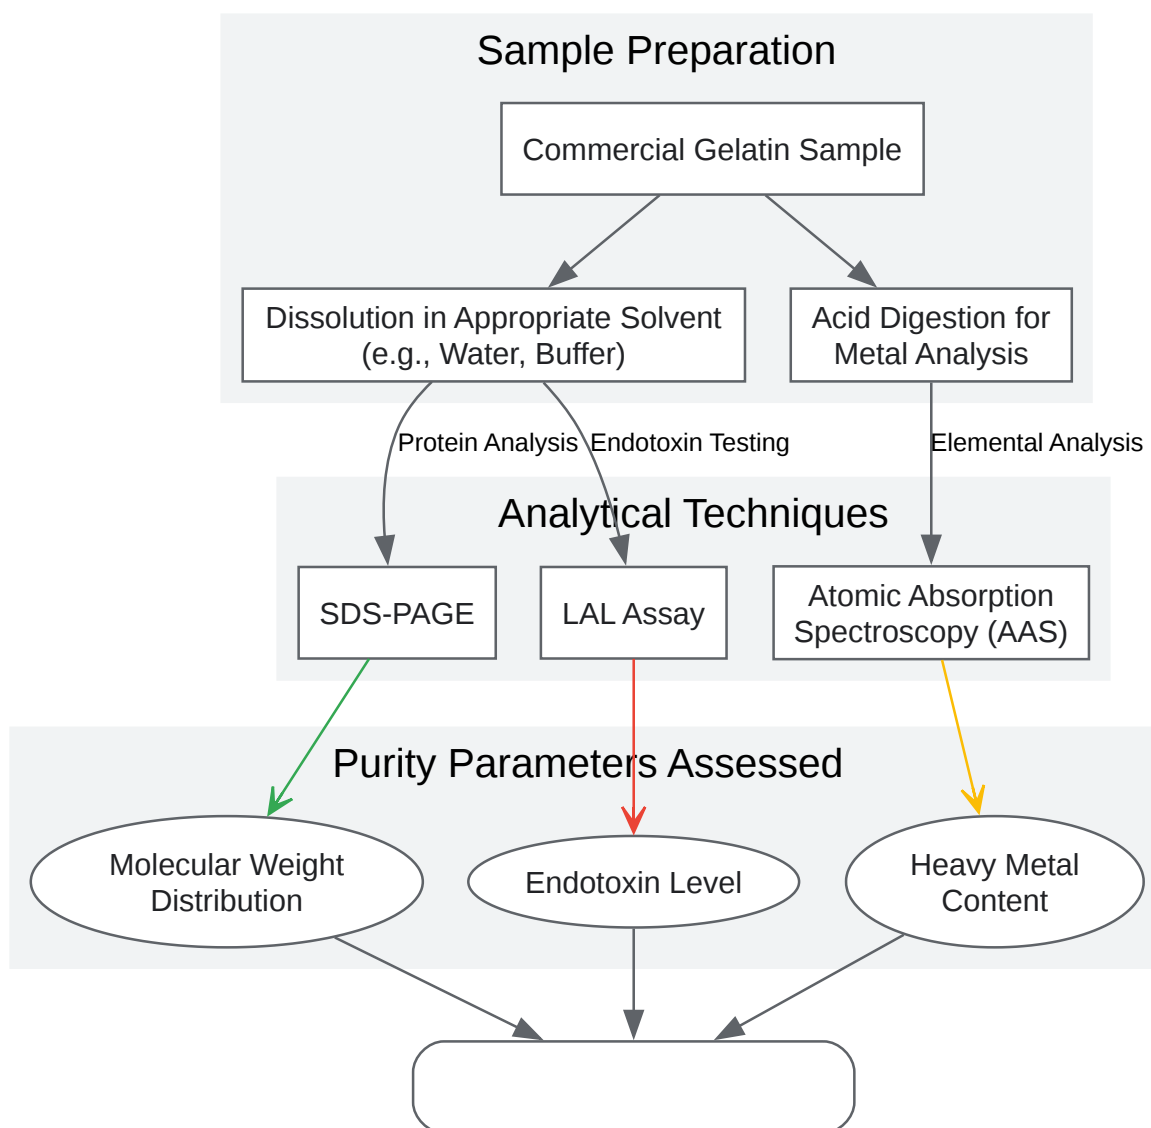 Sample Preparation
Commercial Gelatin Sample
Dissolution in Appropriate Solvent
(e.g., Water, Buffer)
Acid Digestion for
Metal Analysis
Protein Analysis
Endotoxin Testing
Elemental Analysis
Analytical Techniques
SDS-PAGE
LAL Assay
Atomic Absorption
Spectroscopy (AAS)
Purity Parameters Assessed
Molecular Weight
Distribution
Endotoxin Level
Heavy Metal
Content